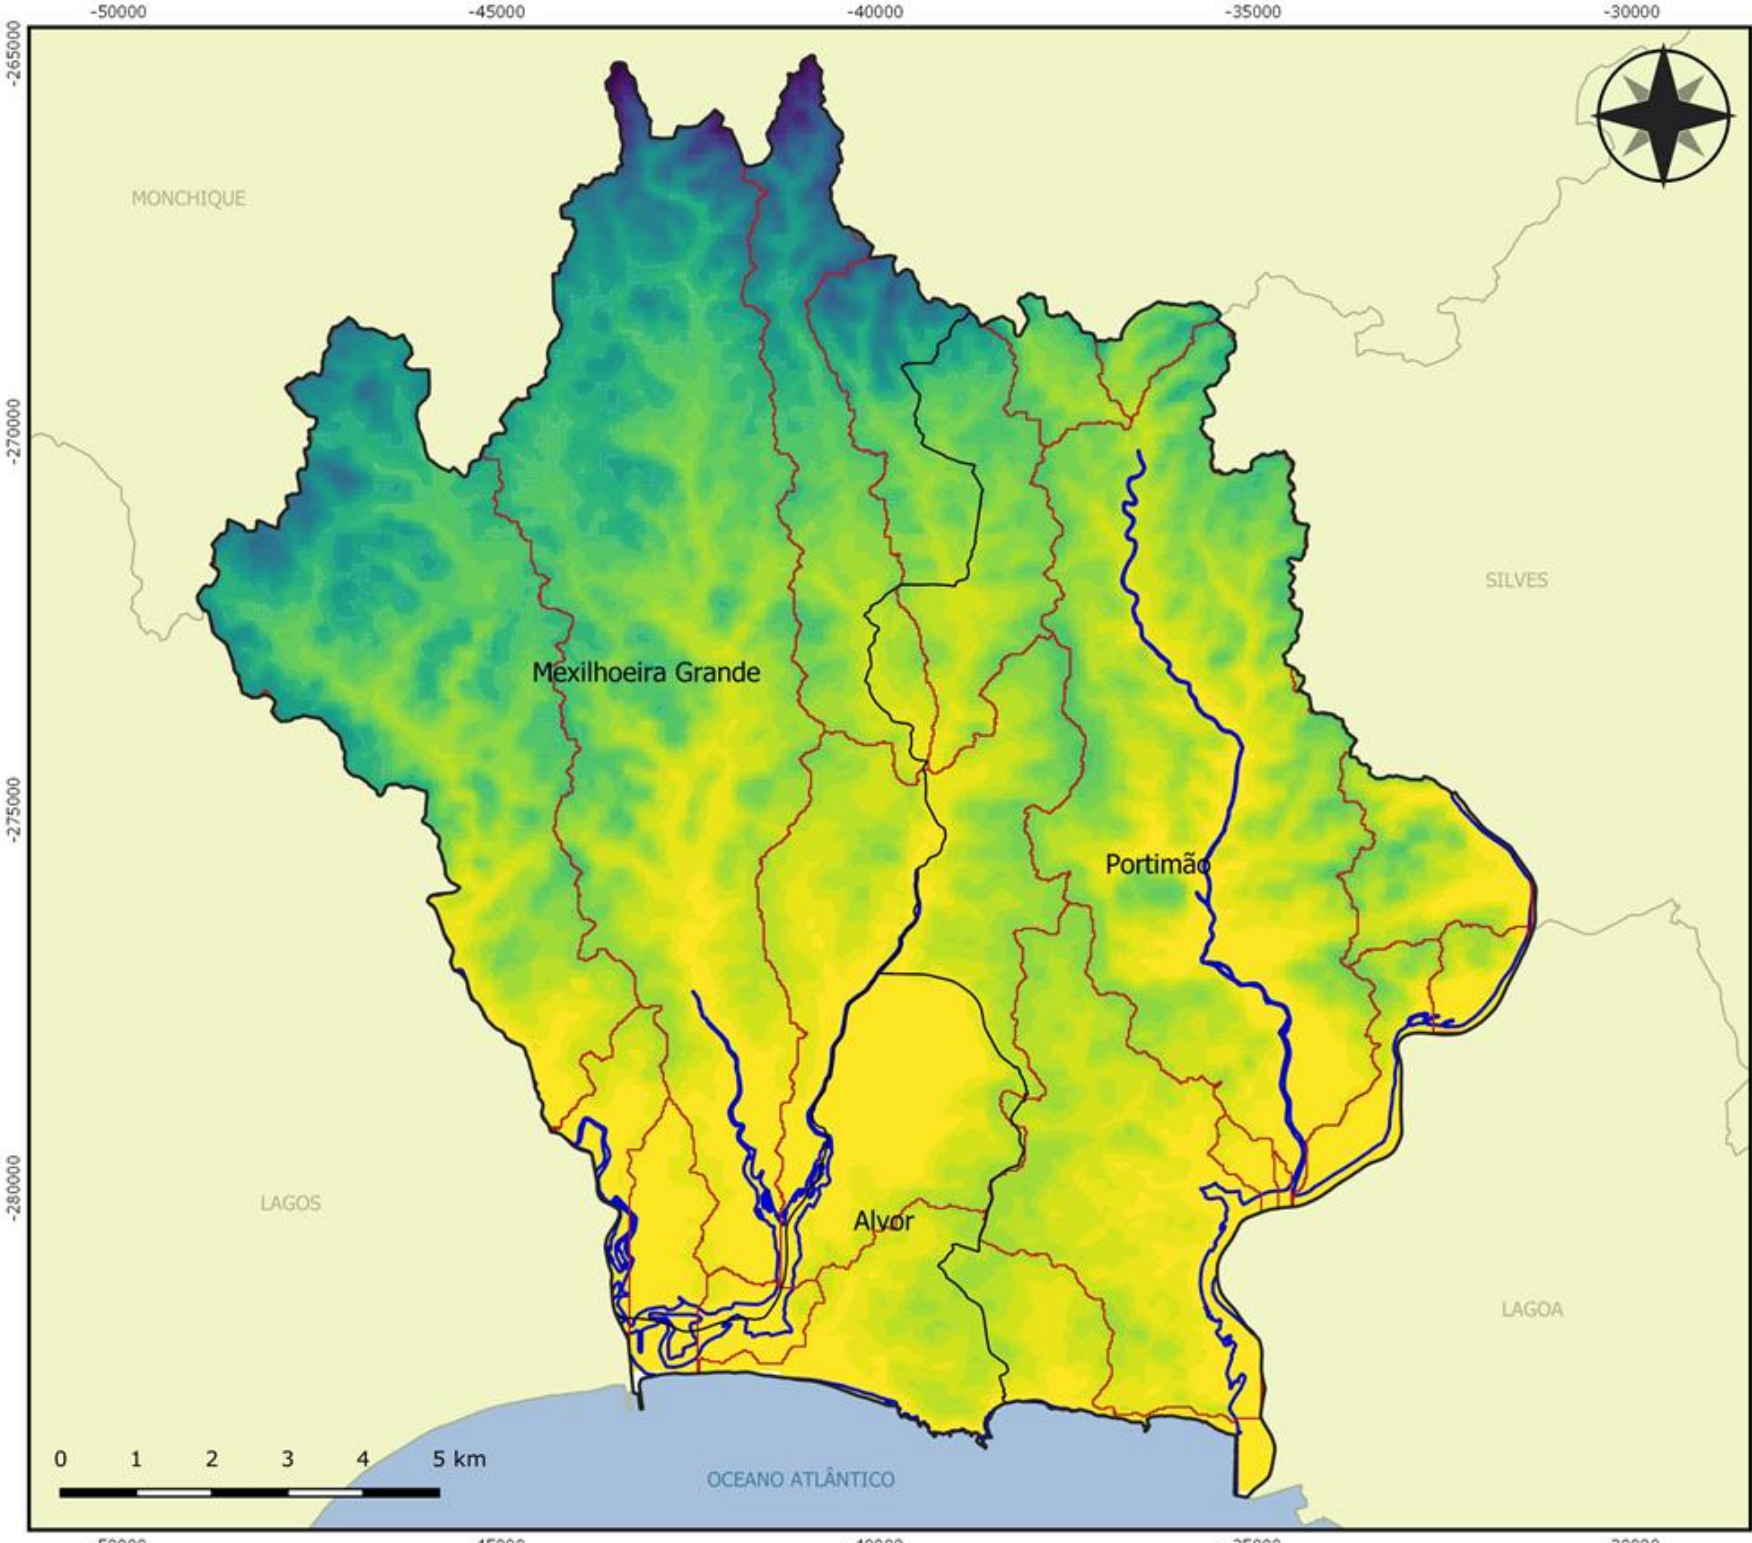 -50000 -45000 -40000 -35000 -30000
-265000
MONCHIQUE
-270000
SILVES
Mexilhoeira Grande
-275000
Portimão
-280000
LAGOS
Alvor
LAGOA
0 1 2 3 4 5 km
OCEANO ATLÂNTICO